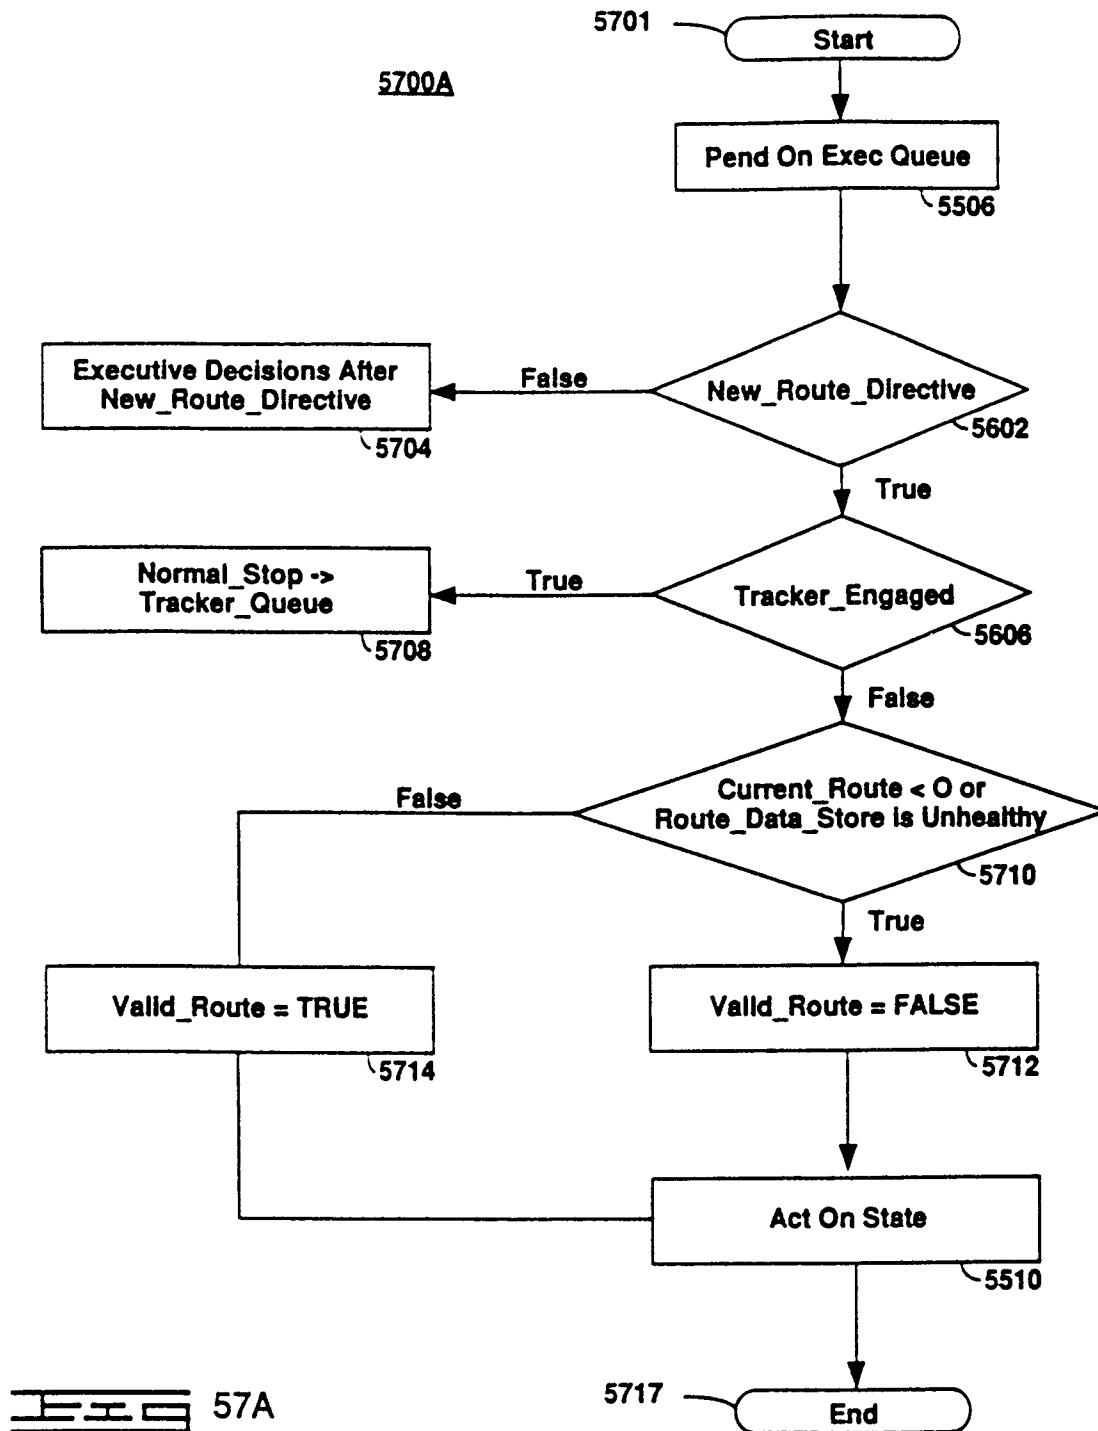 5701
Start
5700A
Pend On Exec Queue
5506
Executive Decisions After
New_Route_Directive
5704
False
New_Route_Directive
5602
True
Normal_Stop ->
Tracker_Queue
5708
True
Tracker_Engaged
5606
False
False
Current_Route < O or
Route_Data_Store is Unhealthy
5710
True
Valid_Route = TRUE
5714
Valid_Route = FALSE
5712
Act On State
5510
57A
5717
End